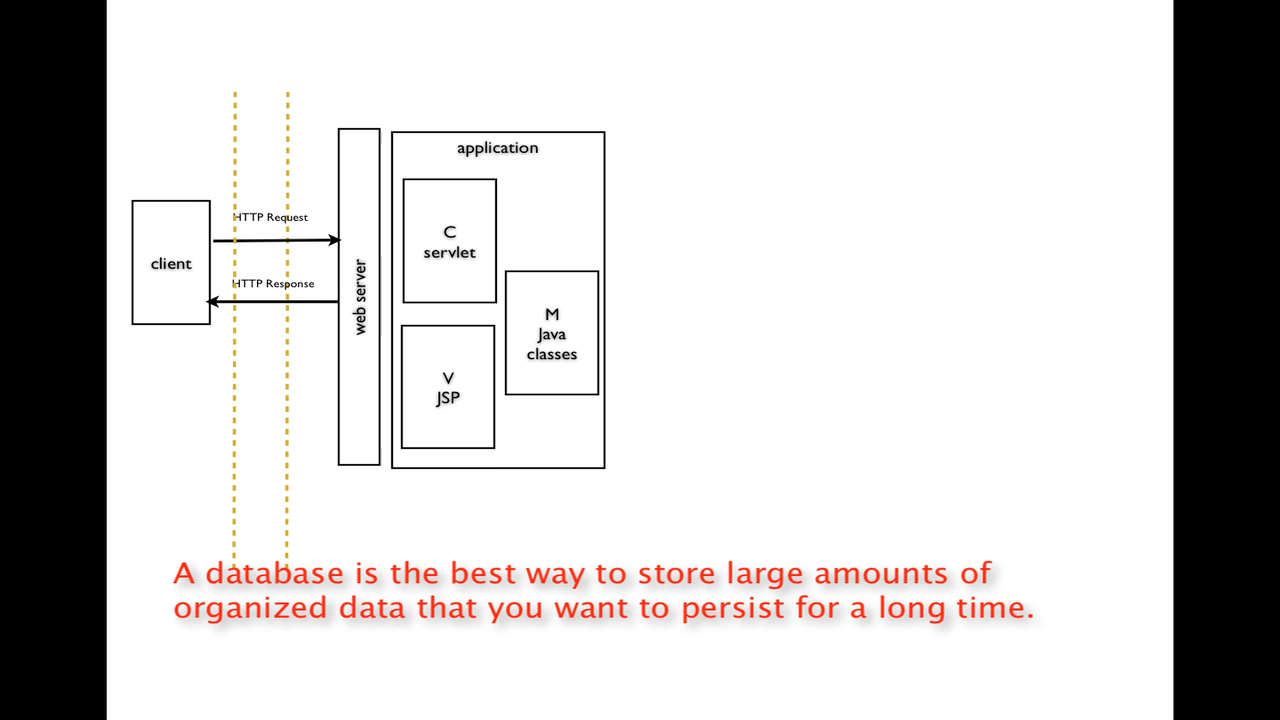 application
C
servlet
HTTP Request
client
HTTP Response
web server
M
Java
classes
V
JSP
A database is the best way to store large amounts of
organized data that you want to persist for a long time.